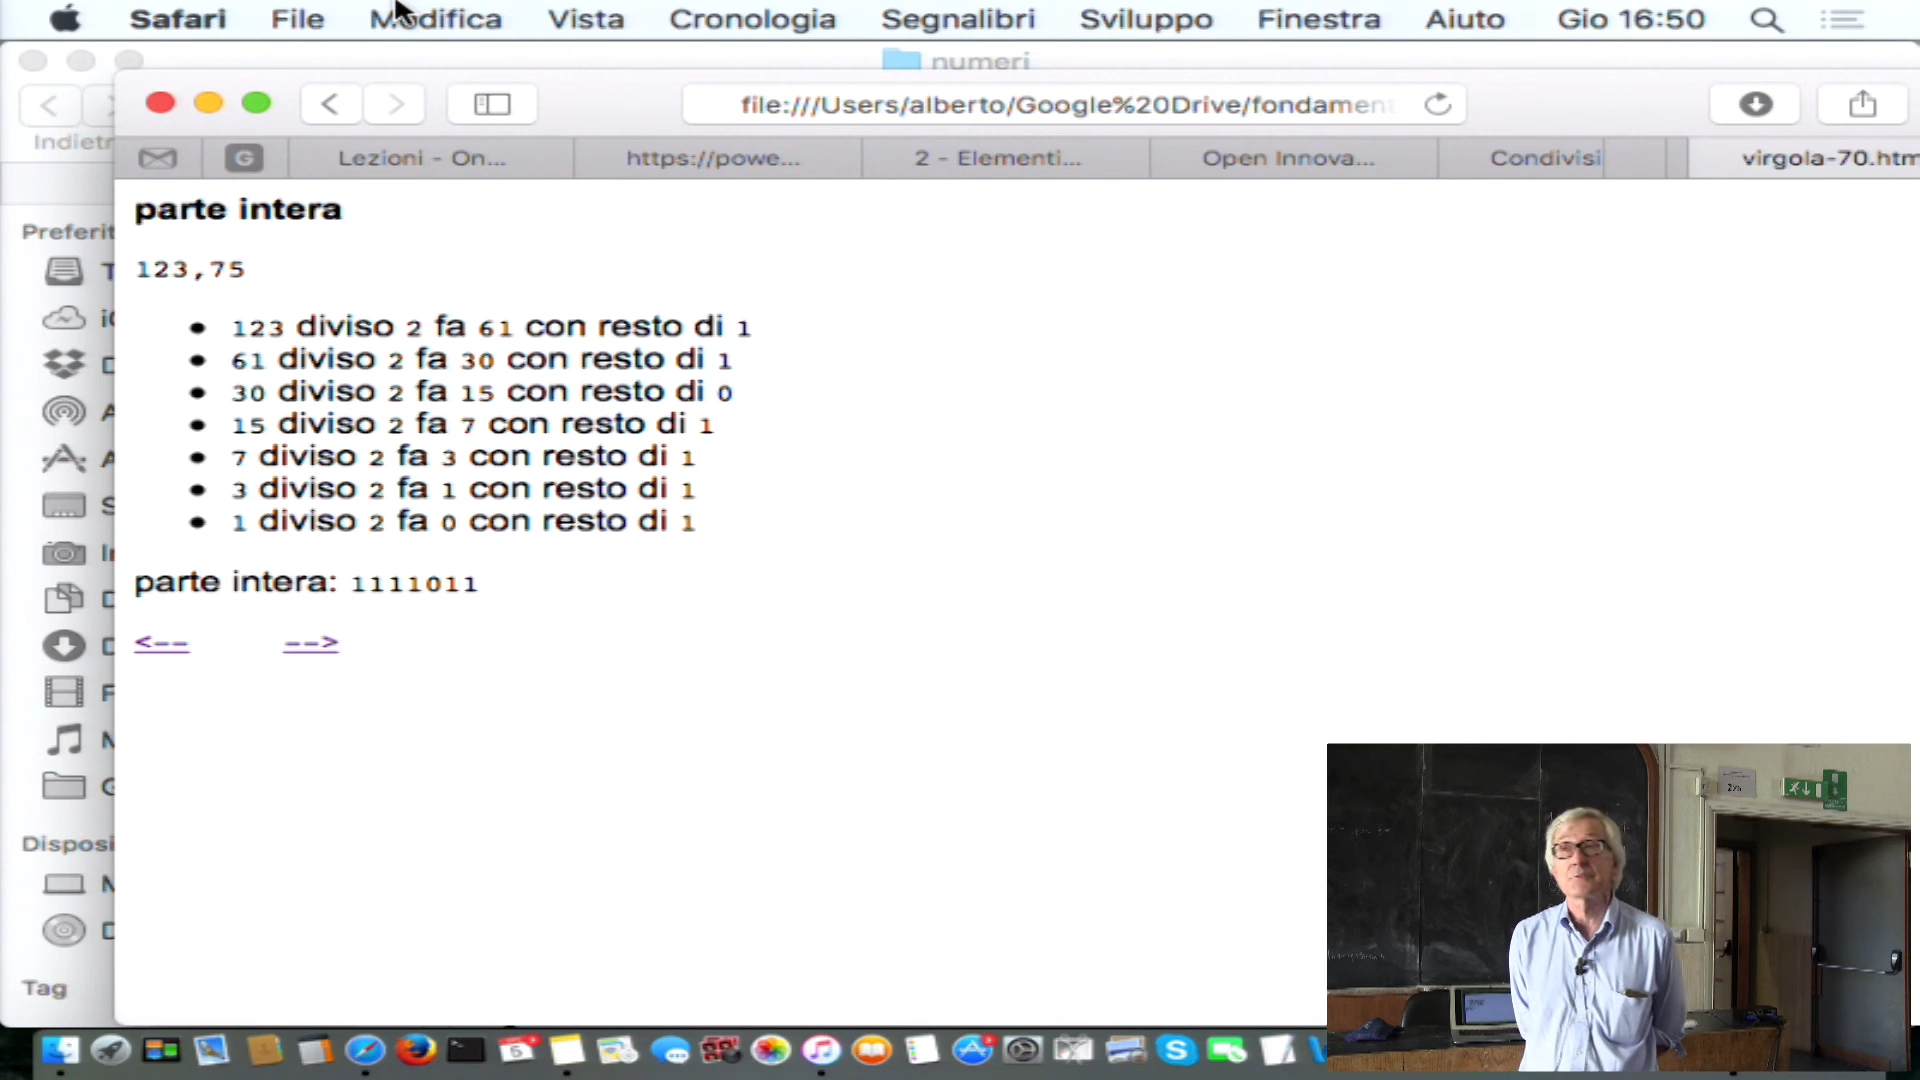 Safari File Modifica Vista Cronologia Segnalibri Sviluppo Finestra Aiuto Gio 16:50
numeri
file:///Users/alberto/Google%20Drive/fondament
Indietr
G Lezioni - On... https://powe... 2 - Elementi... Open Innova... Condivisi virgola-70.htm
parte intera
Preferit
123,75
123 diviso 2 fa 61 con resto di 1
61 diviso 2 fa 30 con resto di 1
30 diviso 2 fa 15 con resto di 0
15 diviso 2 fa 7 con resto di 1
7 diviso 2 fa 3 con resto di 1
3 diviso 2 fa 1 con resto di 1
1 diviso 2 fa 0 con resto di 1
parte intera: 1111011
<-- -->
Disposi
Tag